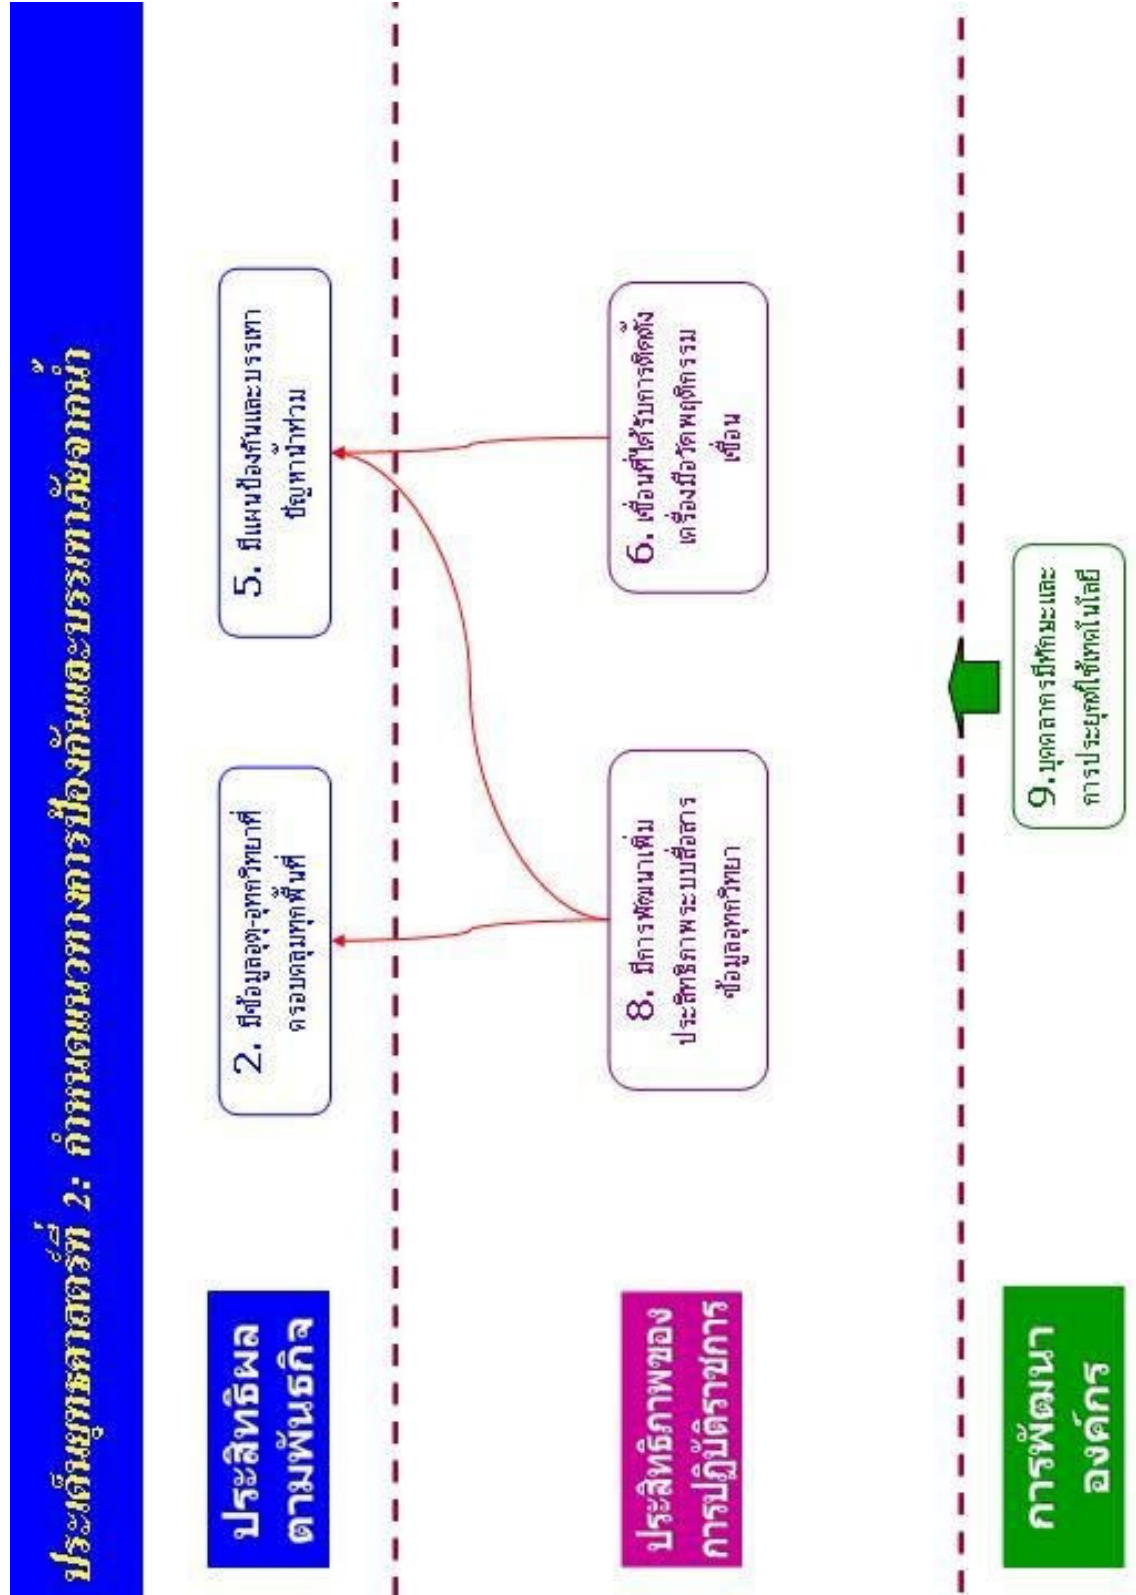 ประเด็นยุทธศาสตร์ที่ 2: กำหนดแนวทางการป้องกันและบรรเทาภัยอันเกิดจากน้ำ
ประสิทธิผล
ตามพันธกิจ
2. มีข้อมูลอุตุ-อุทกวิทยาที่
ครอบคลุมทุกพื้นที่
5. มีแผนป้องกันและบรรเทา
ปัญหาน้ำท่วม
ประสิทธิภาพของ
การปฏิบัติราชการ
8. มีการพัฒนาเพิ่ม
ประสิทธิภาพระบบสื่อสาร
ข้อมูลอุทกวิทยา
6. เขื่อนที่ได้รับการติดตั้ง
เครื่องมือวัดพฤติกรรม
เขื่อน
การพัฒนา
องค์กร
9. บุคลากรมีทักษะและ
การประยุกต์ใช้เทคโนโลยี